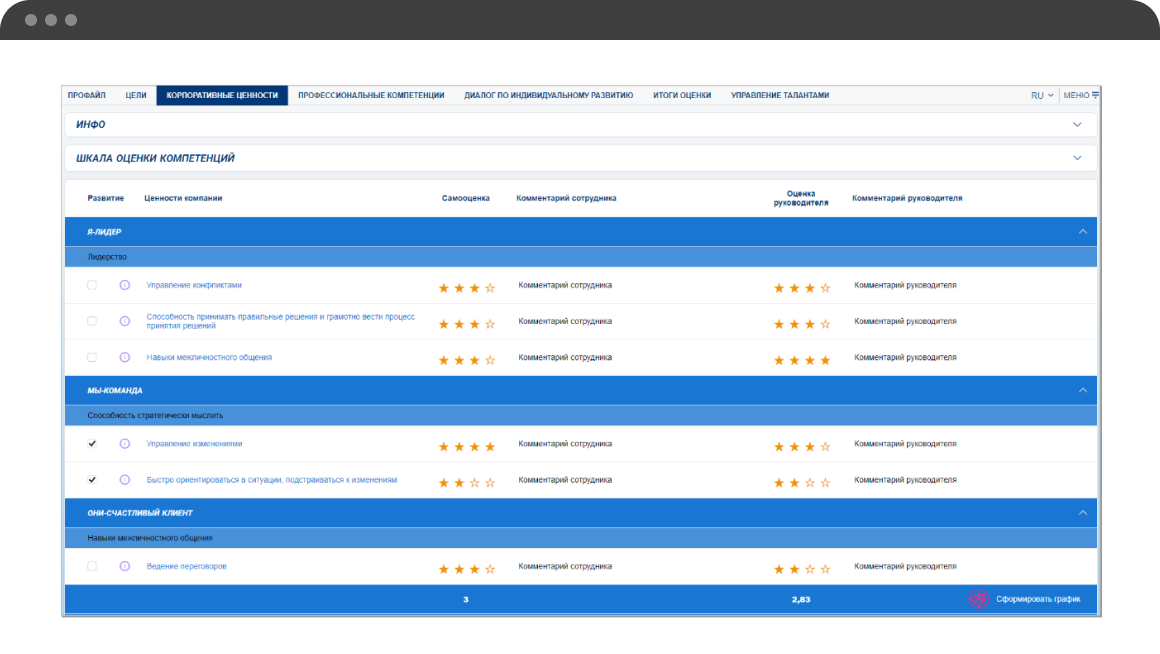 ПРОФАЙЛ ЦЕЛИ КОРПОРАТИВНЫЕ ЦЕННОСТИ ПРОФЕССИОНАЛЬНЫЕ КОМПЕТЕНЦИИ ДИАЛОГ ПО ИНДИВИДУАЛЬНОМУ РАЗВИТИЮ ИТОГИ ОЦЕНКИ УПРАВЛЕНИЕ ТАЛАНТАМИ RU МЕНЮ
ИНФО
ШКАЛА ОЦЕНКИ КОМПЕТЕНЦИЙ
Развитие Ценности компании Самооценка Комментарий сотрудника Оценка
руководителя Комментарий руководителя
Я-ЛИДЕР
Лидерство
Управление конфликтами Комментарий сотрудника Комментарий руководителя
Способность принимать правильные решения и грамотно вести процесс
принятия решений Комментарий сотрудника Комментарий руководителя
Навыки межличностного общения Комментарий сотрудника Комментарий руководителя
МЫ-КОМАНДА
Способность стратегически мыслить
Управление изменениями Комментарий сотрудника Комментарий руководителя
Быстро ориентироваться в ситуации, подстраиваться к изменениям Комментарий сотрудника Комментарий руководителя
ОНИ-СЧАСТЛИВЫЙ КЛИЕНТ
Навыки межличностного общения
Ведение переговоров Комментарий сотрудника Комментарий руководителя
3 2,83 Сформировать график